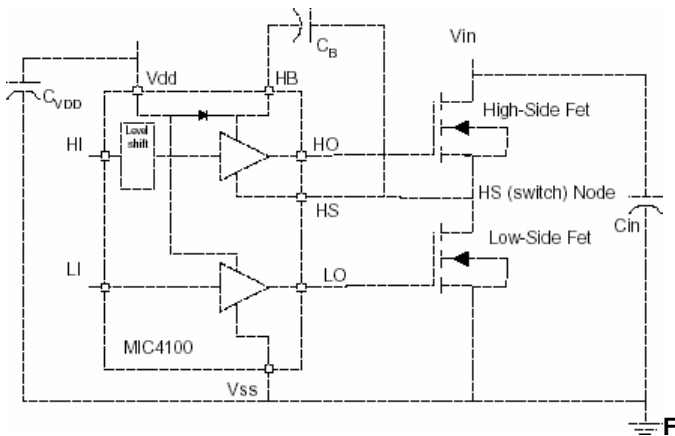 C_B
Vin
Vdd
HB
C_VDD
Level
shift
High-Side Fet
HI
HO
HS
HS (switch) Node
Cin
Low-Side Fet
LI
LO
MIC4100
Vss
F